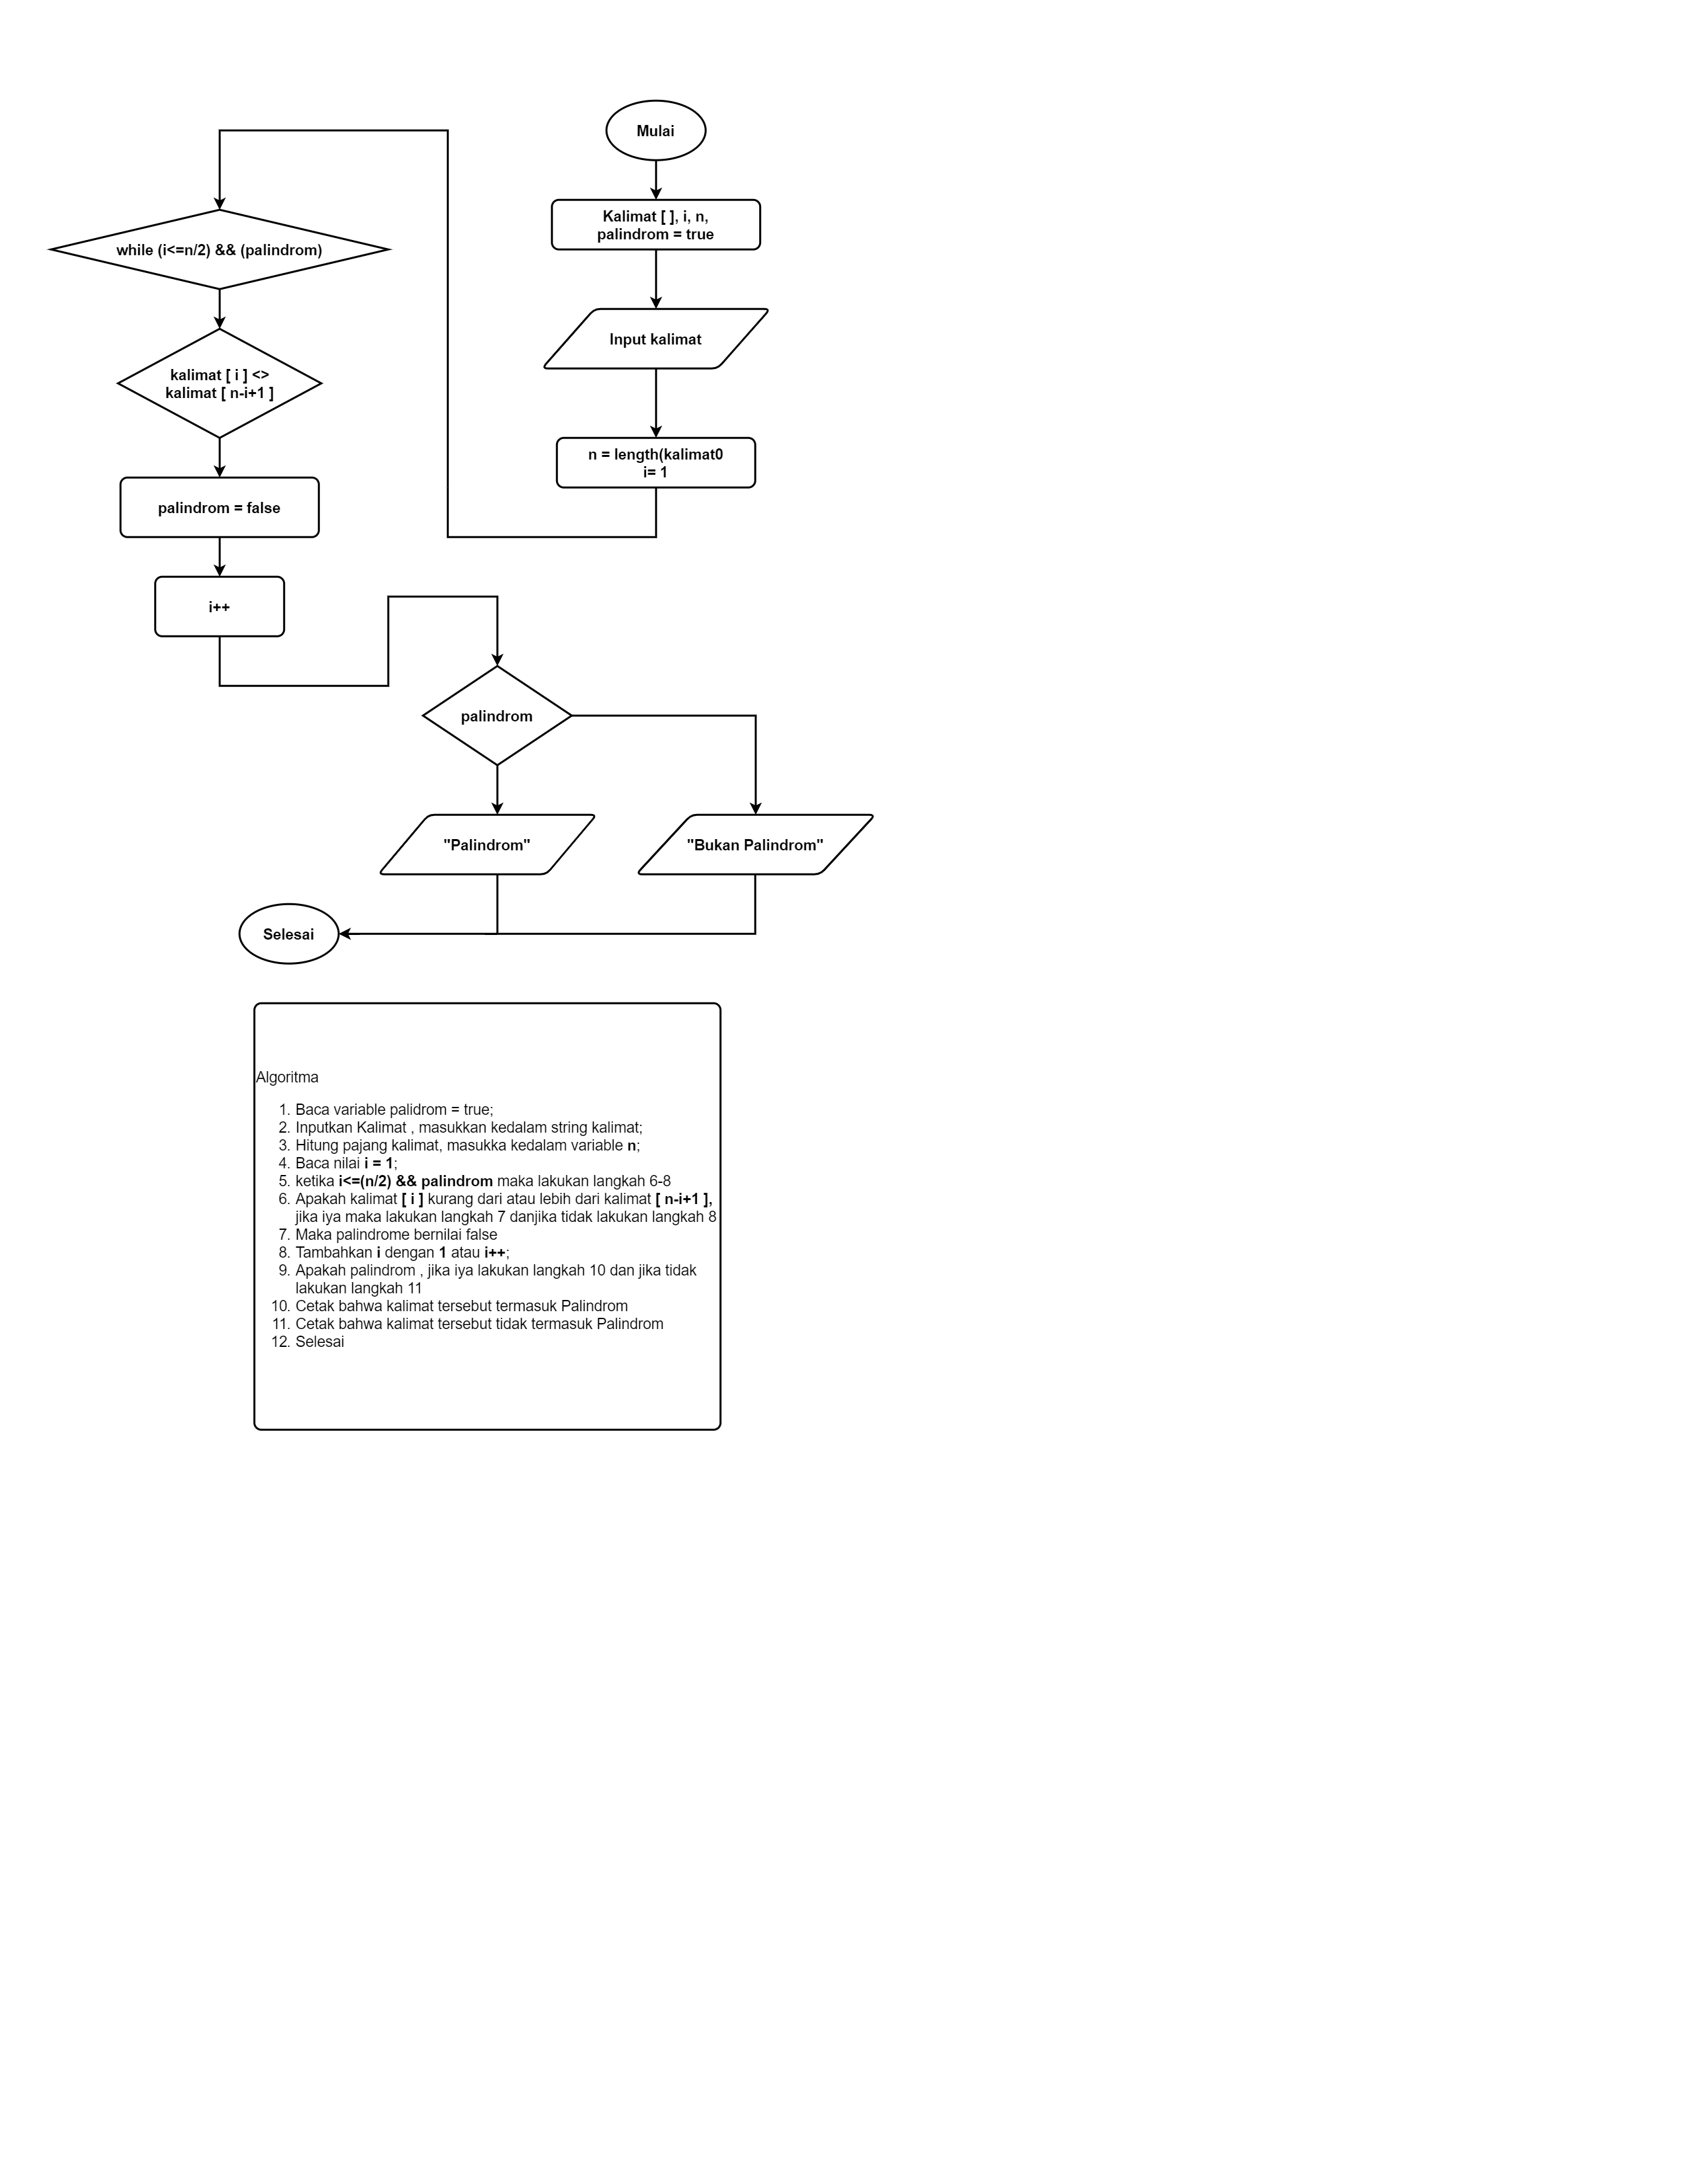 Mulai
Kalimat [ ], i, n,
palindrom = true
Input kalimat
n = length(kalimat0
i= 1
while (i<=n/2) && (palindrom)
kalimat [ i ] <>
kalimat [ n-i+1 ]
palindrom = false
i++
palindrom
"Palindrom"
"Bukan Palindrom"
Selesai
Algoritma
1. Baca variable palidrom = true;
2. Inputkan Kalimat , masukkan kedalam string kalimat;
3. Hitung pajang kalimat, masukka kedalam variable n;
4. Baca nilai i = 1;
5. ketika i<=(n/2) && palindrom maka lakukan langkah 6-8
6. Apakah kalimat [ i ] kurang dari atau lebih dari kalimat [ n-i+1 ],
jika iya maka lakukan langkah 7 danjika tidak lakukan langkah 8
7. Maka palindrome bernilai false
8. Tambahkan i dengan 1 atau i++;
9. Apakah palindrom , jika iya lakukan langkah 10 dan jika tidak
lakukan langkah 11
10. Cetak bahwa kalimat tersebut termasuk Palindrom
11. Cetak bahwa kalimat tersebut tidak termasuk Palindrom
12. Selesai